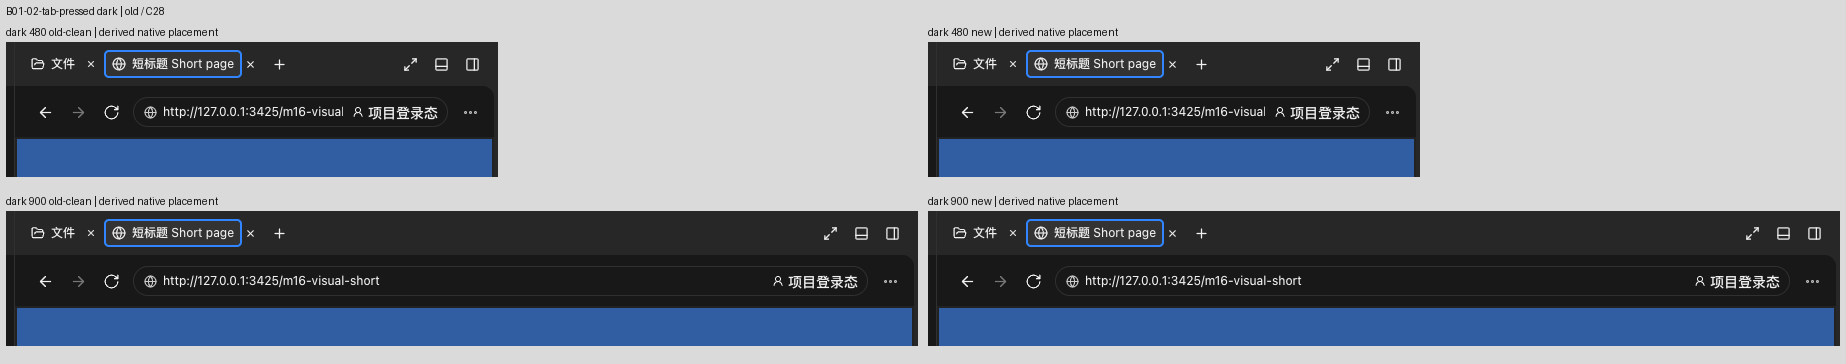 B01-02-tab-pressed dark | old / C28
dark 480 old-clean | derived native placement
文件 × 短标题 Short page × +
http://127.0.0.1:3425/m16-visual 项目登录态 ...
dark 480 new | derived native placement
文件 × 短标题 Short page × +
http://127.0.0.1:3425/m16-visual 项目登录态 ...
dark 900 old-clean | derived native placement
文件 × 短标题 Short page × +
http://127.0.0.1:3425/m16-visual-short 项目登录态 ...
dark 900 new | derived native placement
文件 × 短标题 Short page × +
http://127.0.0.1:3425/m16-visual-short 项目登录态 ...